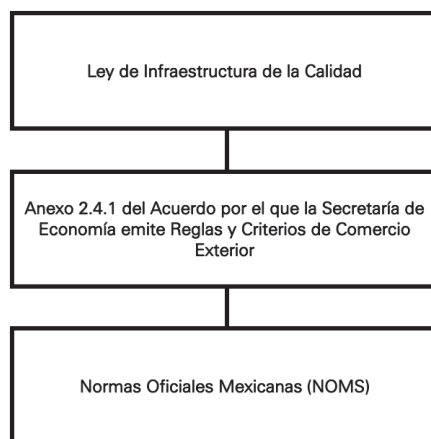 Ley de Infraestructura de la Calidad
Anexo 2.4.1 del Acuerdo por el que la Secretaría de
Economía emite Reglas y Criterios de Comercio
Exterior
Normas Oficiales Mexicanas (NOMS)